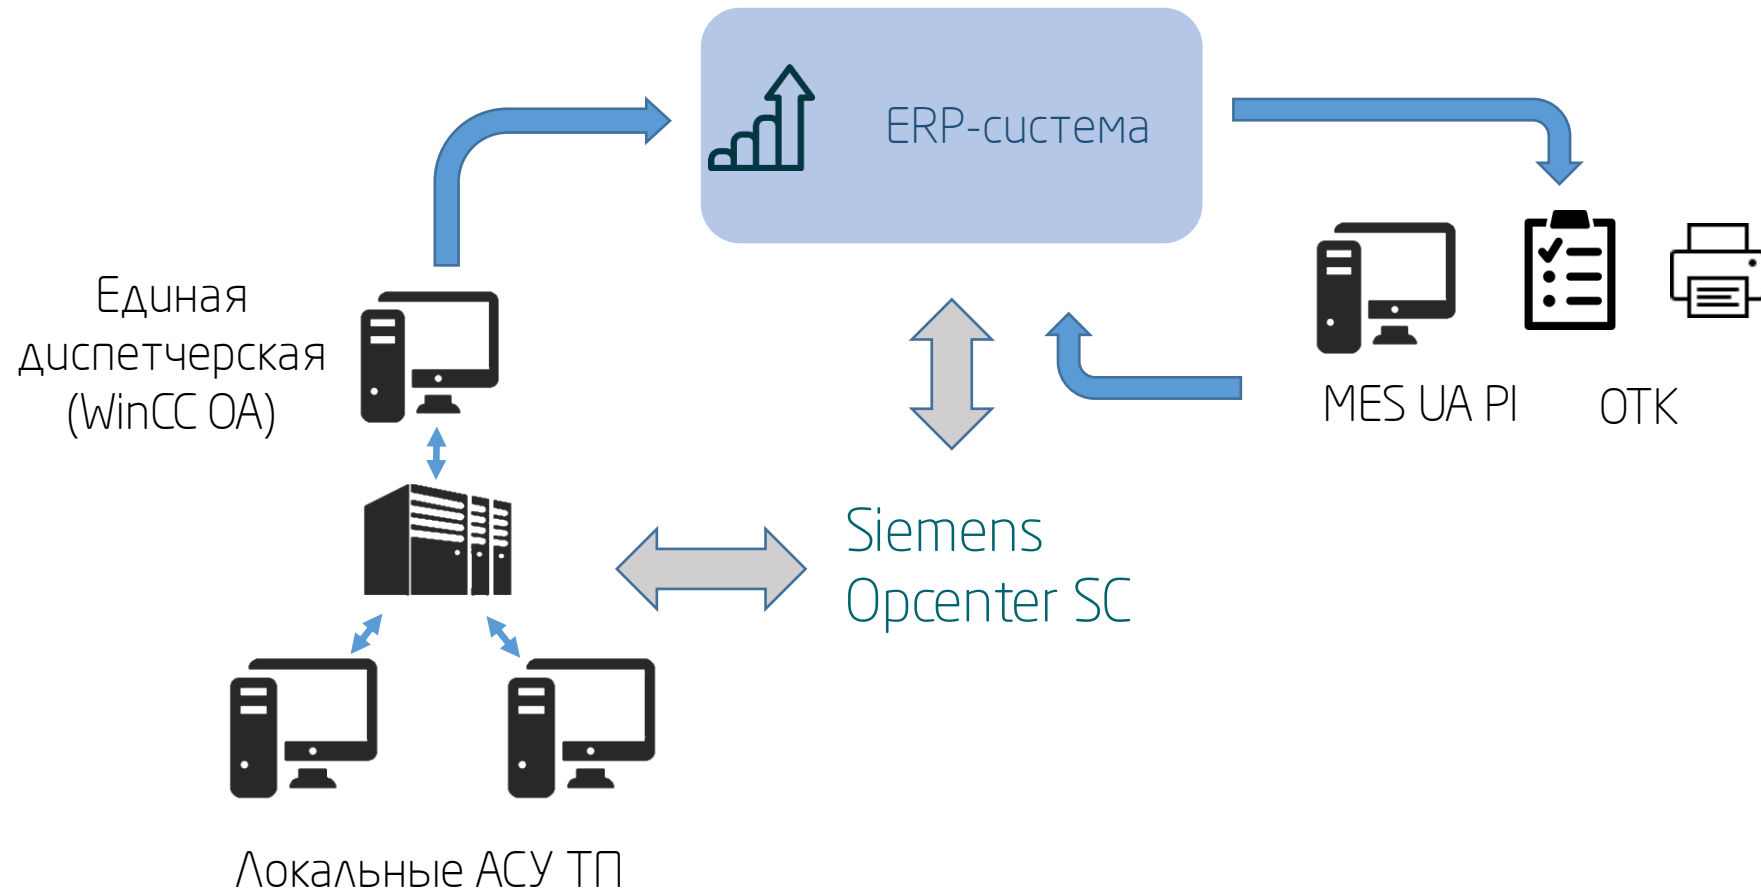 ERP-система
Единая
диспетчерская
(WinCC OA)
MES UA PI
ОТК
Siemens
Opcenter SC
Локальные АСУ ТП